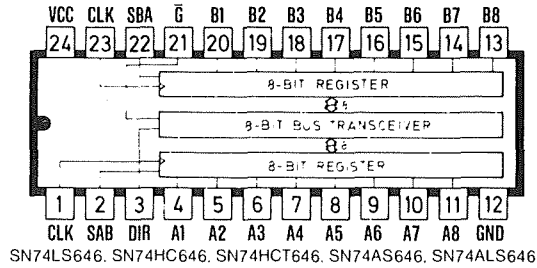 VCC CLK SBA G̅ B1 B2 B3 B4 B5 B6 B7 B8
24 23 22 21 20 19 18 17 16 15 14 13
8-BIT REGISTER
8
8-BIT BUS TRANSCEIVER
8
8-BIT REGISTER
1 2 3 4 5 6 7 8 9 10 11 12
CLK SAB DIR A1 A2 A3 A4 A5 A6 A7 A8 GND
SN74LS646, SN74HC646, SN74HCT646, SN74AS646, SN74ALS646